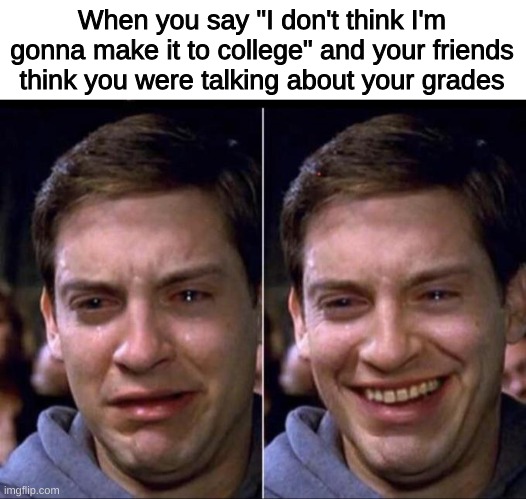 When you say "I don't think I'm
gonna make it to college" and your friends
think you were talking about your grades
imgflip.com